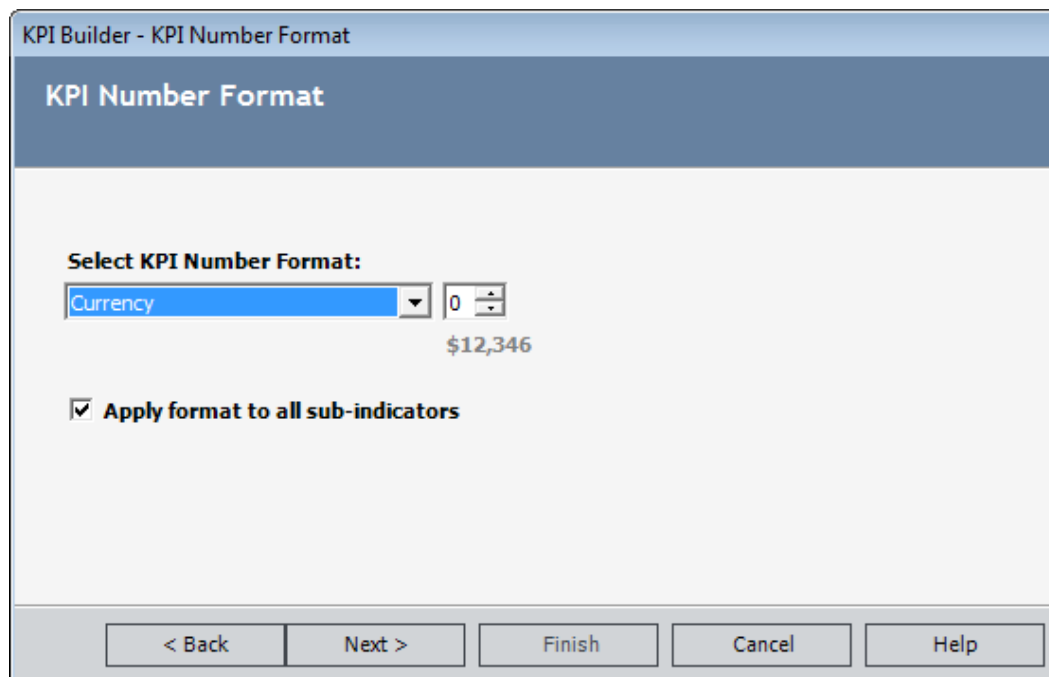 KPI Builder - KPI Number Format
KPI Number Format
Select KPI Number Format:
Currency 0
$12,346
Apply format to all sub-indicators
< Back Next > Finish Cancel Help